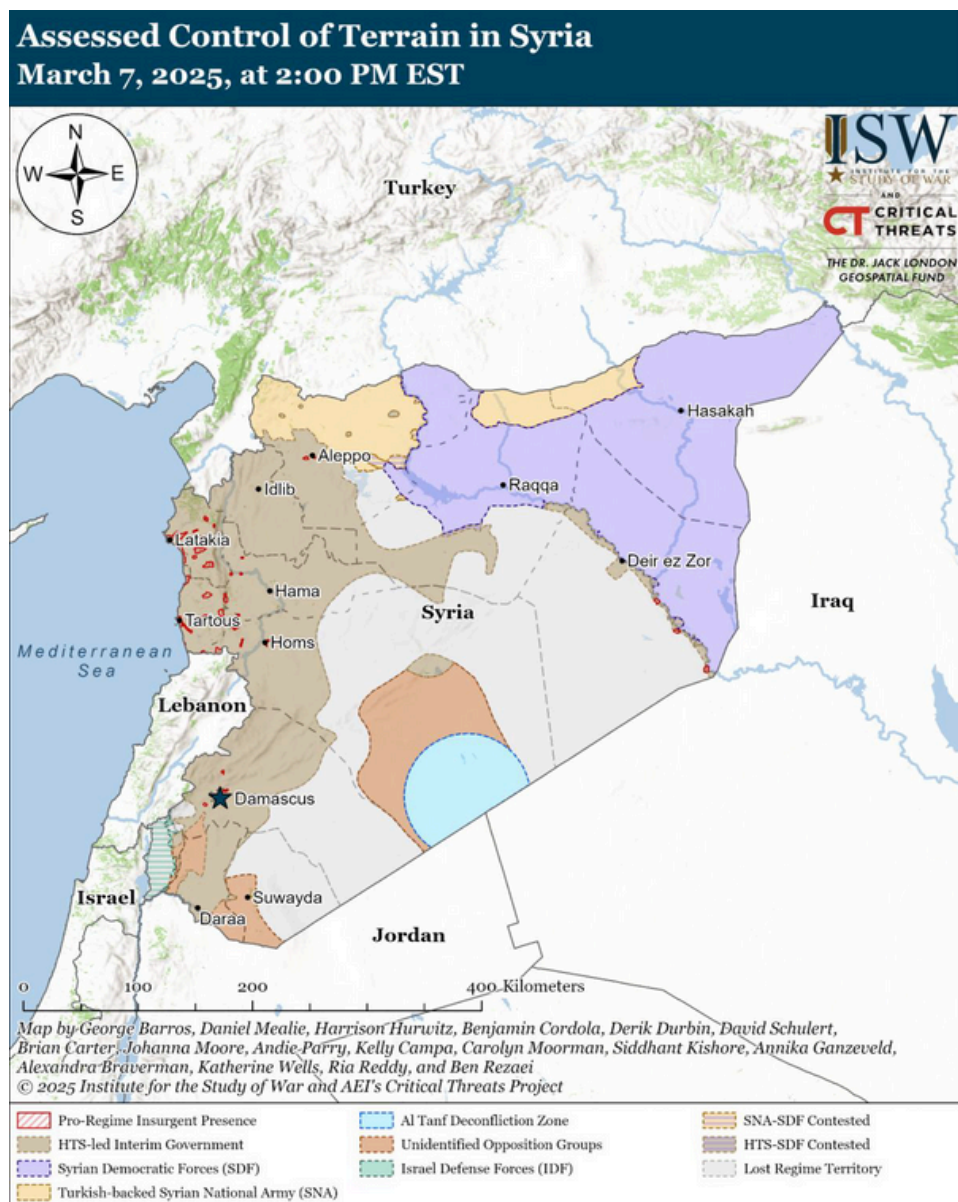 Assessed Control of Terrain in Syria
March 7, 2025, at 2:00 PM EST
N
W
E
S
ISW
INSTITUTE FOR THE
STUDY OF WAR
AND
CT CRITICAL
THREATS
THE DR. JACK LONDON
GEOSPATIAL FUND
Turkey
Hasakah
Aleppo
Idlib
Raqqa
Latakia
Deir ez Zor
Hama
Iraq
Syria
Tartous
Homs
Mediterranean
Sea
Lebanon
Damascus
Israel
Suwayda
Daraa
Jordan
0 100 200 400 Kilometers
Map by George Barros, Daniel Mealie, Harrison Hurwitz, Benjamin Cordola, Derik Durbin, David Schulert,
Brian Carter, Johanna Moore, Andie Parry, Kelly Campa, Carolyn Moorman, Siddhant Kishore, Annika Ganzeveld,
Alexandra Braverman, Katherine Wells, Ria Reddy, and Ben Rezaei
© 2025 Institute for the Study of War and AEI's Critical Threats Project
Pro-Regime Insurgent Presence
HTS-led Interim Government
Syrian Democratic Forces (SDF)
Turkish-backed Syrian National Army (SNA)
Al Tanf Deconfliction Zone
Unidentified Opposition Groups
Israel Defense Forces (IDF)
SNA-SDF Contested
HTS-SDF Contested
Lost Regime Territory